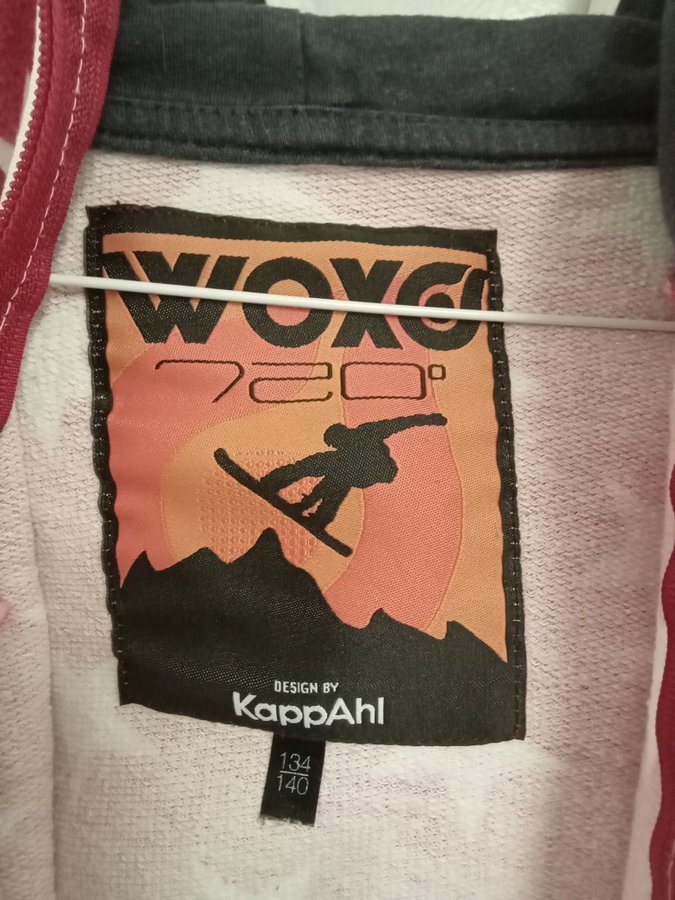 WOXO
720°
DESIGN BY
KappAhl
134
140